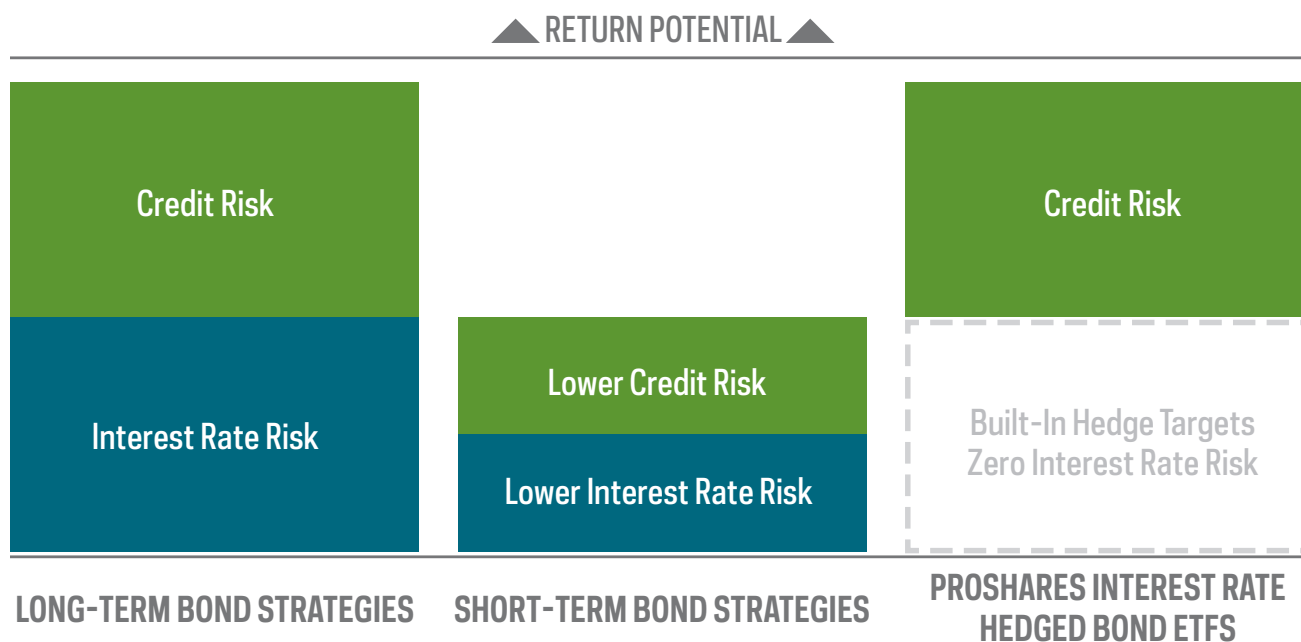 RETURN POTENTIAL
Credit Risk
Interest Rate Risk
Lower Credit Risk
Lower Interest Rate Risk
Credit Risk
Built-In Hedge Targets
Zero Interest Rate Risk
LONG-TERM BOND STRATEGIES
SHORT-TERM BOND STRATEGIES
PROSHARES INTEREST RATE
HEDGED BOND ETFS